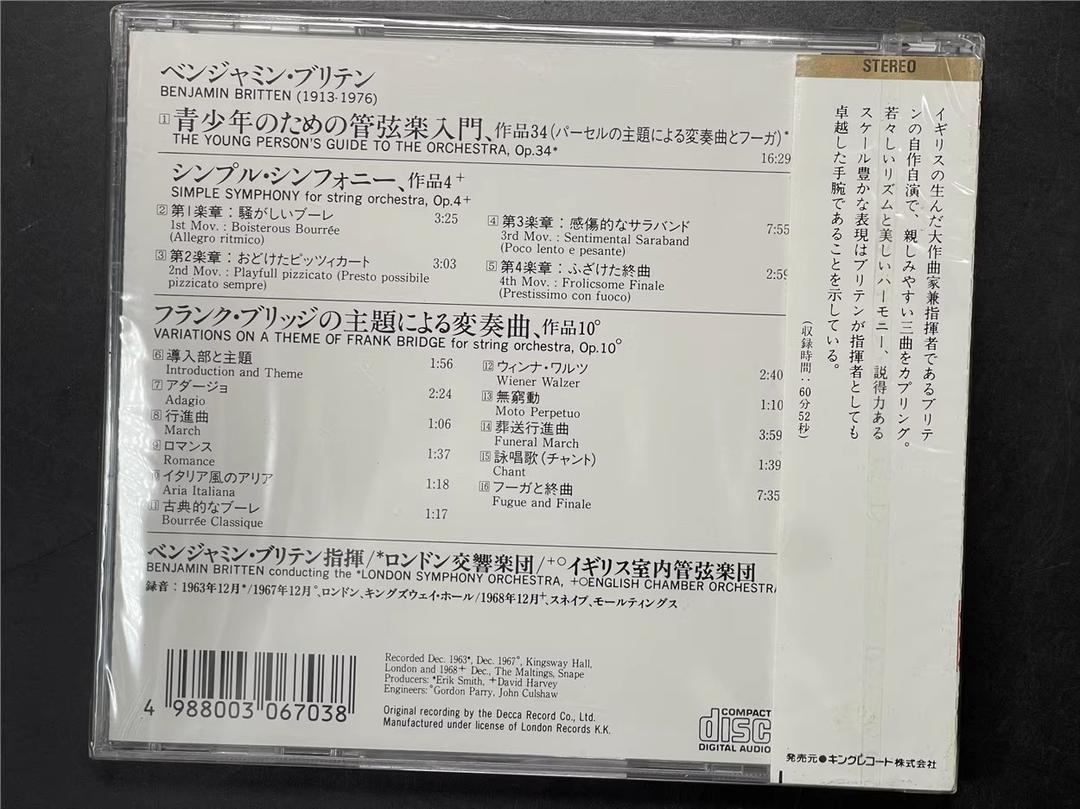 ベンジャミン・ブリテン
BENJAMIN BRITTEN (1913-1976)
1 青少年のための管弦楽入門、作品34(パーセルの主題による変奏曲とフーガ)*
THE YOUNG PERSON'S GUIDE TO THE ORCHESTRA, Op.34*
16:29
シンプル・シンフォニー、作品4+
SIMPLE SYMPHONY for string orchestra, Op.4+
2 第1楽章：騒がしいブーレ 3:25
1st Mov. : Boisterous Bourrée
(Allegro ritmico)
3 第2楽章：おどけたピッツィカート 3:03
2nd Mov. : Playfull pizzicato (Presto possibile
pizzicato sempre)
4 第3楽章：感傷的なサラバンド 7:55
3rd Mov. : Sentimental Saraband
(Poco lento e pesante)
5 第4楽章：ふざけた終曲 2:59
4th Mov. : Frolicsome Finale
(Prestissimo con fuoco)
フランク・ブリッジの主題による変奏曲、作品10°
VARIATIONS ON A THEME OF FRANK BRIDGE for string orchestra, Op.10°
6 導入部と主題 1:56
Introduction and Theme
7 アダージョ 2:24
Adagio
8 行進曲 1:06
March
9 ロマンス 1:37
Romance
10 イタリア風のアリア 1:18
Aria Italiana
11 古典的なブーレ 1:17
Bourrée Classique
12 ウィンナ・ワルツ 2:40
Wiener Walzer
13 無窮動 1:10
Moto Perpetuo
14 葬送行進曲 3:59
Funeral March
15 詠唱歌(チャント) 1:39
Chant
16 フーガと終曲 7:35
Fugue and Finale
ベンジャミン・ブリテン指揮/*ロンドン交響楽団/+○イギリス室内管弦楽団
BENJAMIN BRITTEN conducting the *LONDON SYMPHONY ORCHESTRA, +○ENGLISH CHAMBER ORCHESTRA
録音：1963年12月*/1967年12月°、ロンドン、キングズウェイ・ホール/1968年12月+、スネイプ、モールティングス
4 988003 067038
Recorded Dec. 1963*, Dec. 1967°, Kingsway Hall,
London and 1968+ Dec., The Maltings, Snape
Producers: *Erik Smith, +David Harvey
Engineers: °Gordon Parry, John Culshaw
Original recording by the Decca Record Co., Ltd.
Manufactured under license of London Records K.K.
COMPACT
disc
DIGITAL AUDIO
STEREO
イギリスの生んだ大作曲家兼指揮者であるブリテ
ンの自作自演で、親しみやすい三曲をカプリング。
若々しいリズムと美しいハーモニー、説得力ある
スケール豊かな表現はブリテンが指揮者としても
卓越した手腕であることを示している。
(収録時間：60分52秒)
発売元●キングレコード株式会社